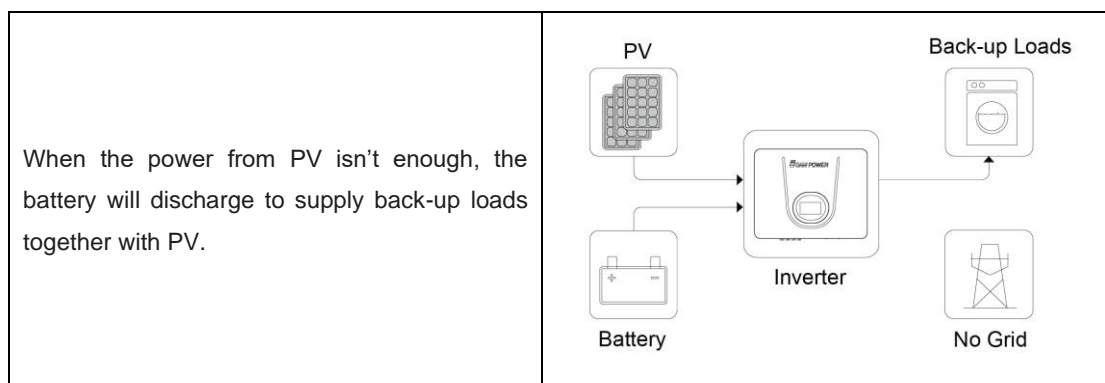 When the power from PV isn't enough, the
battery will discharge to supply back-up loads
together with PV.
PV
Back-up Loads
Inverter
Battery
No Grid